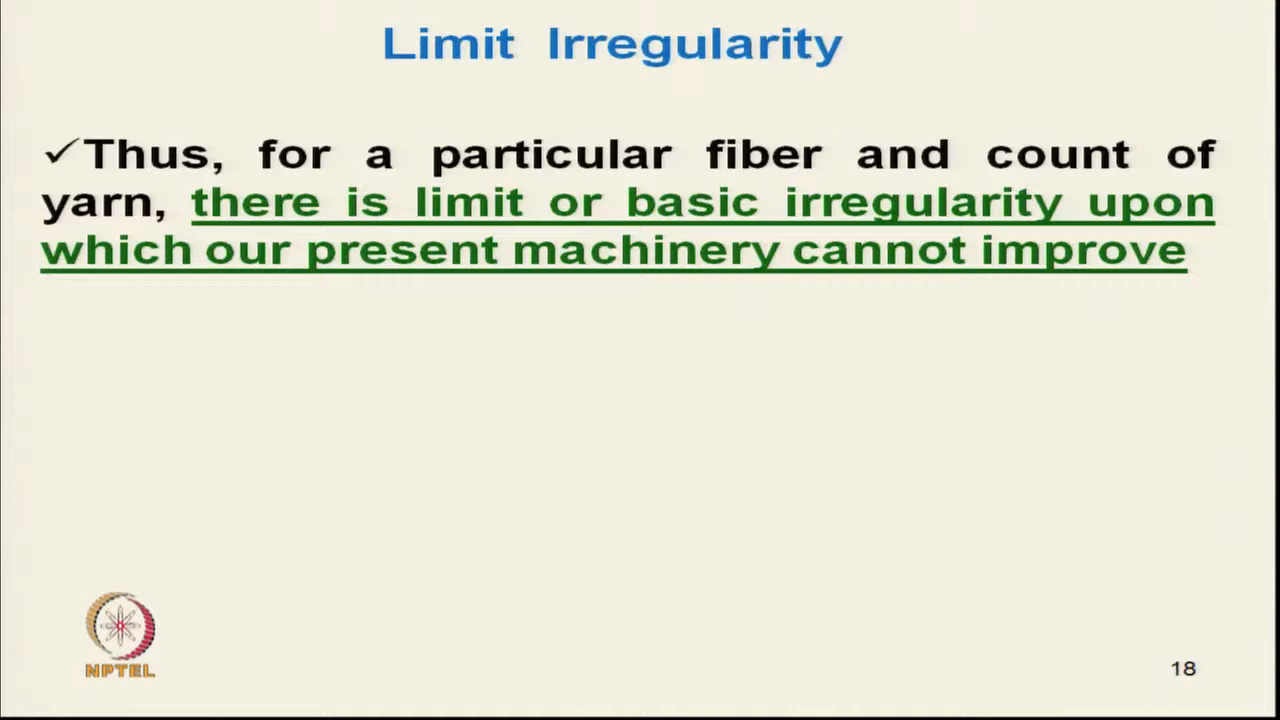 Limit Irregularity
✓Thus, for a particular fiber and count of
yarn, there is limit or basic irregularity upon
which our present machinery cannot improve
NPTEL
18